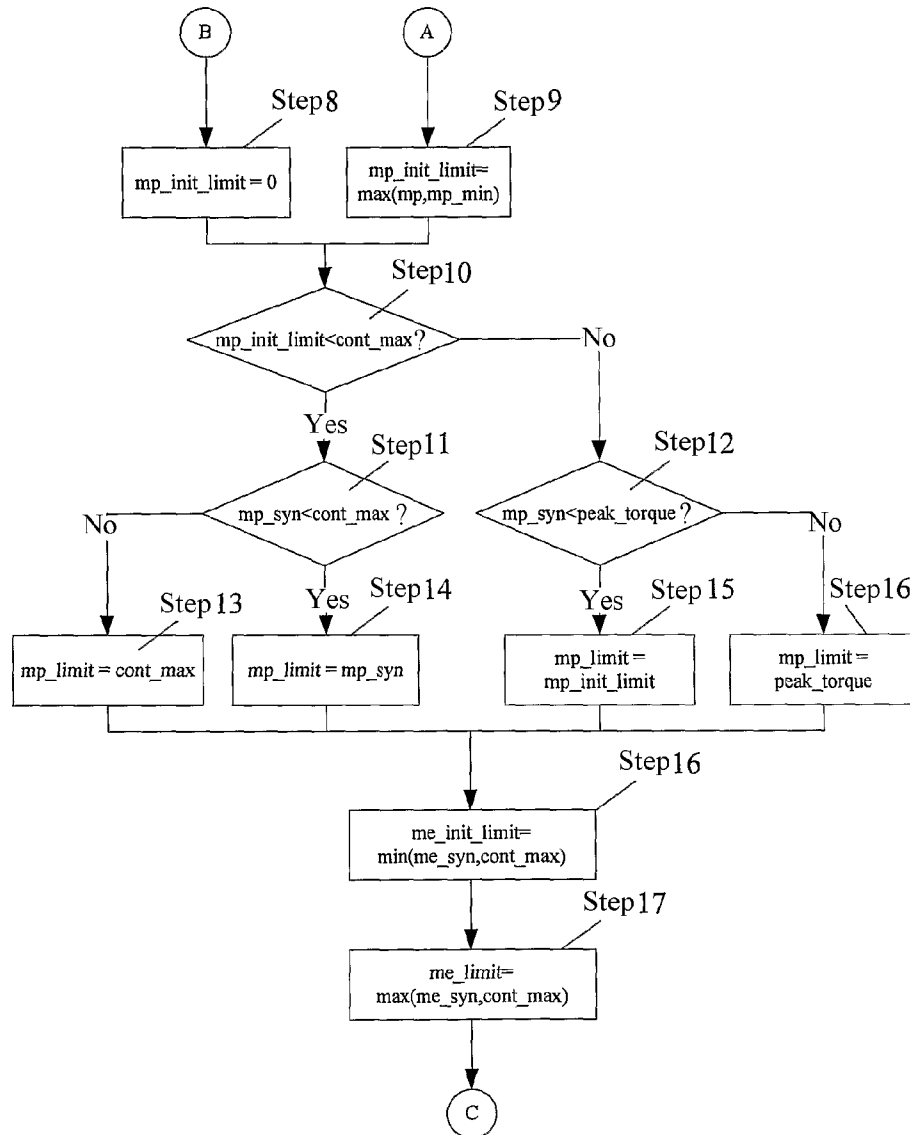 B
A
Step8
Step9
mp_init_limit = 0
mp_init_limit=
max(mp,mp_min)
Step10
mp_init_limit<cont_max?
No
Yes
Step11
Step12
mp_syn<cont_max ?
mp_syn<peak_torque?
No
No
Yes
Yes
Step13
Step14
Step15
Step16
mp_limit = cont_max
mp_limit = mp_syn
mp_limit =
mp_init_limit
mp_limit=
peak_torque
Step16
me_init_limit=
min(me_syn,cont_max)
Step17
me_limit=
max(me_syn,cont_max)
C